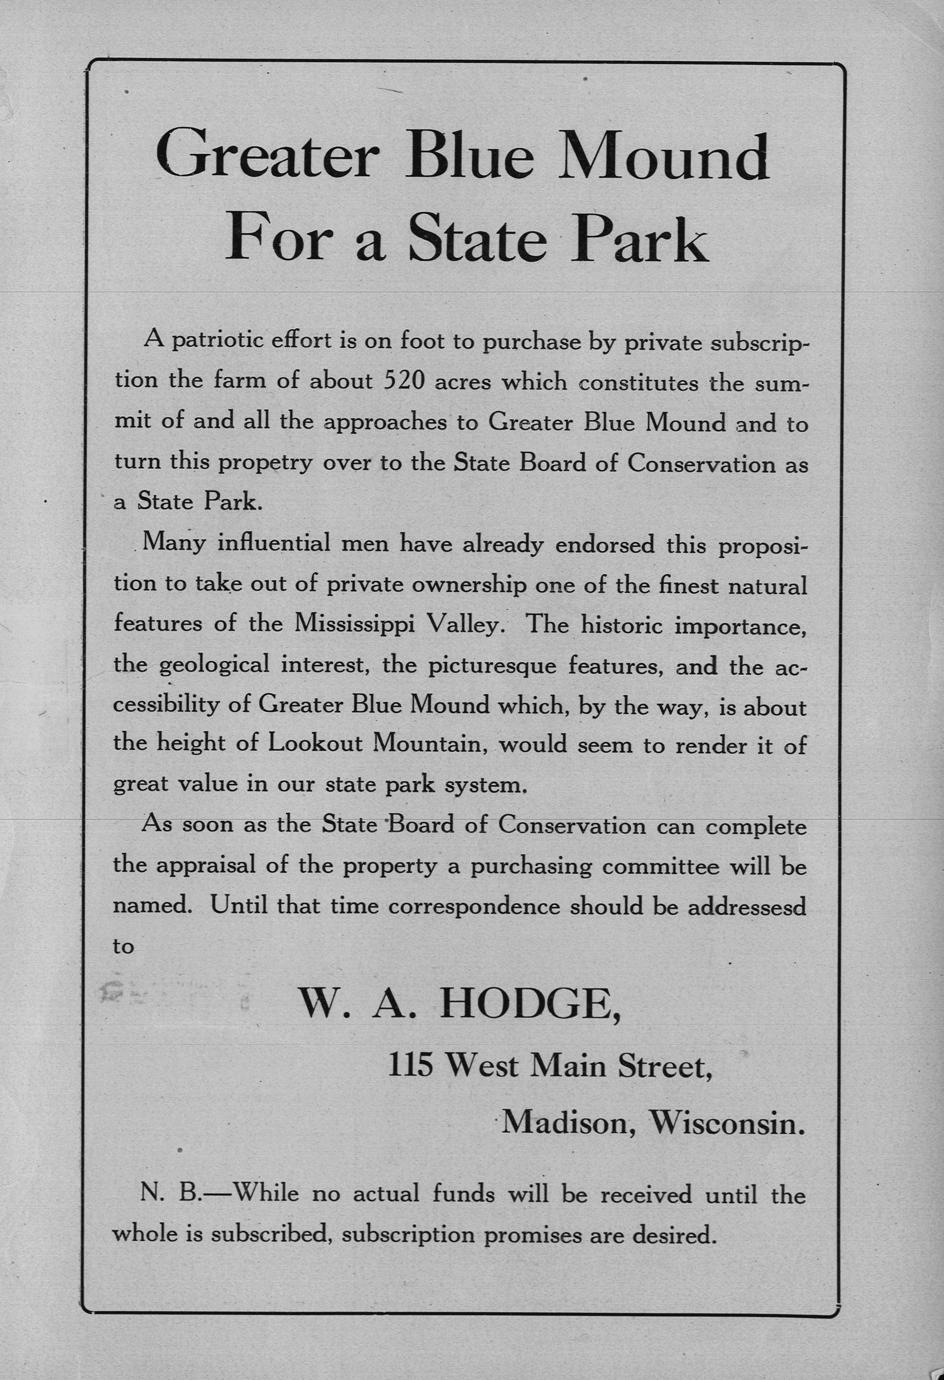 Greater Blue Mound
For a State Park
A patriotic effort is on foot to purchase by private subscrip-
tion the farm of about 520 acres which constitutes the sum-
mit of and all the approaches to Greater Blue Mound and to
turn this propetry over to the State Board of Conservation as
a State Park.
Many influential men have already endorsed this proposi-
tion to take out of private ownership one of the finest natural
features of the Mississippi Valley. The historic importance,
the geological interest, the picturesque features, and the ac-
cessibility of Greater Blue Mound which, by the way, is about
the height of Lookout Mountain, would seem to render it of
great value in our state park system.
As soon as the State Board of Conservation can complete
the appraisal of the property a purchasing committee will be
named. Until that time correspondence should be addressesd
to
W. A. HODGE,
115 West Main Street,
Madison, Wisconsin.
N. B.—While no actual funds will be received until the
whole is subscribed, subscription promises are desired.